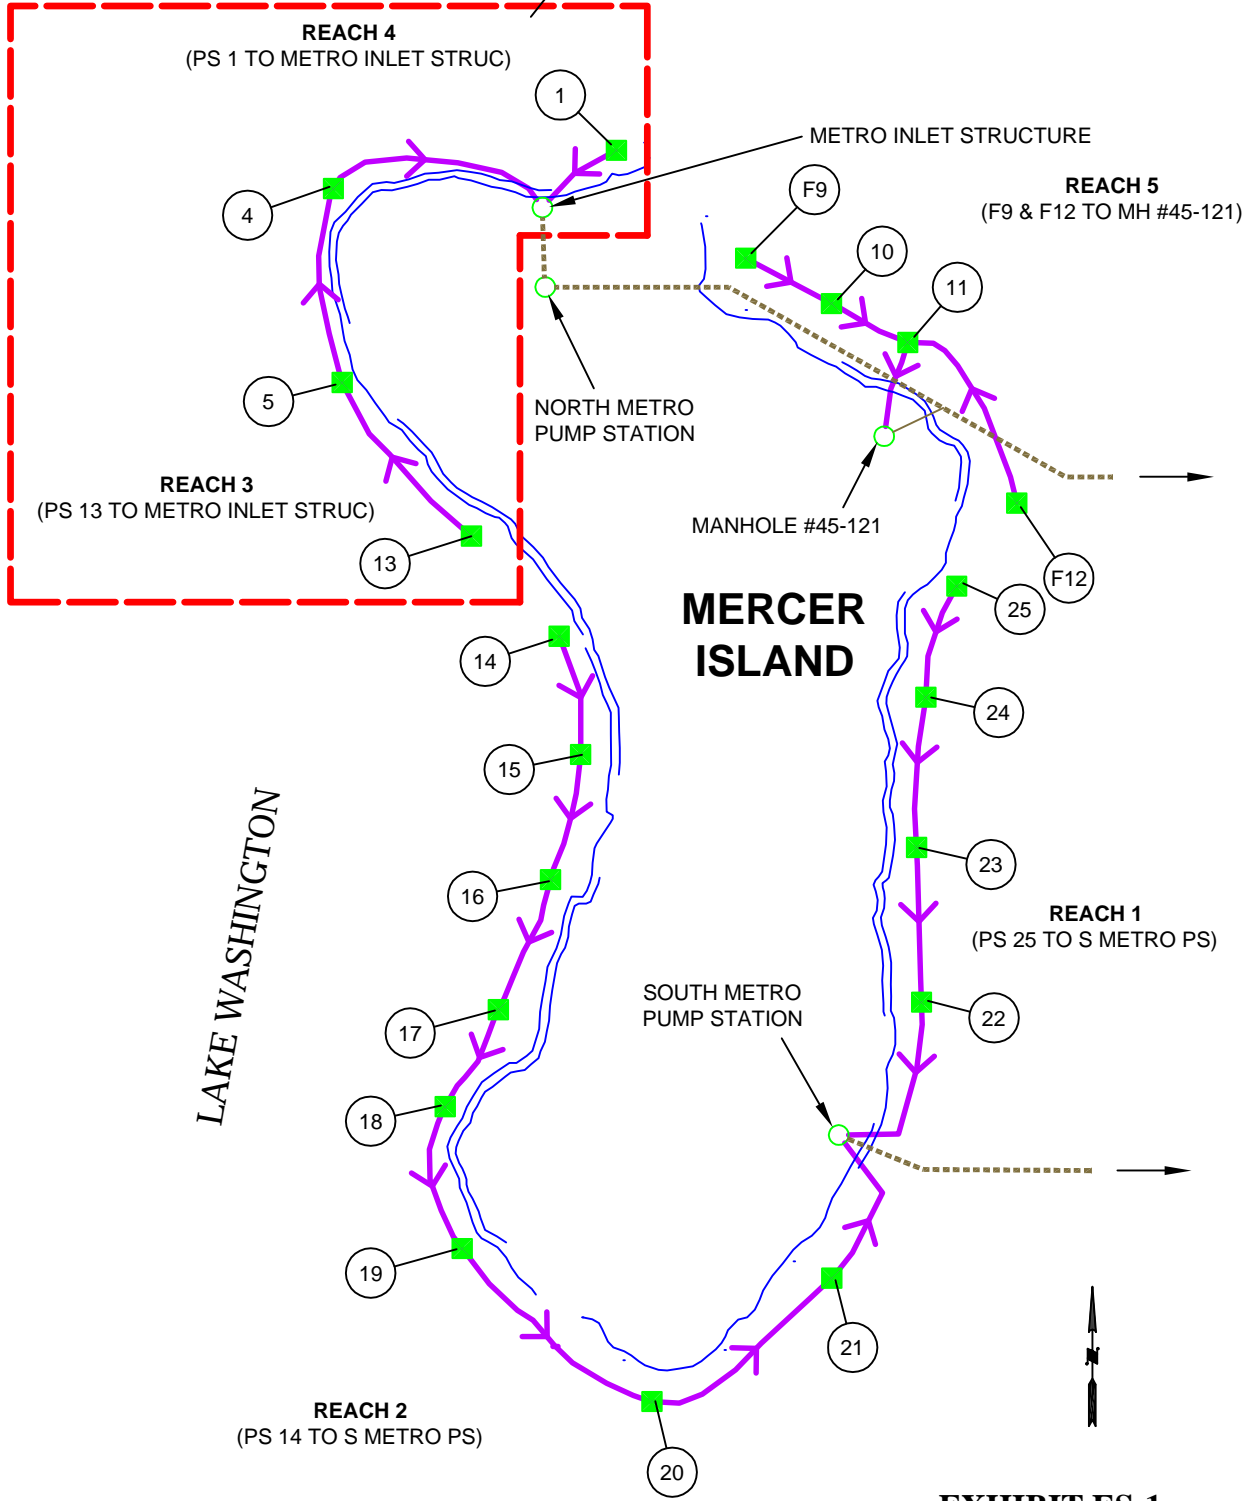 REACH 4
(PS 1 TO METRO INLET STRUC)
1
METRO INLET STRUCTURE
4
F9
REACH 5
(F9 & F12 TO MH #45-121)
10
11
5
NORTH METRO
PUMP STATION
REACH 3
(PS 13 TO METRO INLET STRUC)
MANHOLE #45-121
13
F12
25
MERCER
ISLAND
14
24
15
LAKE WASHINGTON
23
16
REACH 1
(PS 25 TO S METRO PS)
SOUTH METRO
PUMP STATION
22
17
18
19
21
N
REACH 2
(PS 14 TO S METRO PS)
20
EXHIBIT ES-1